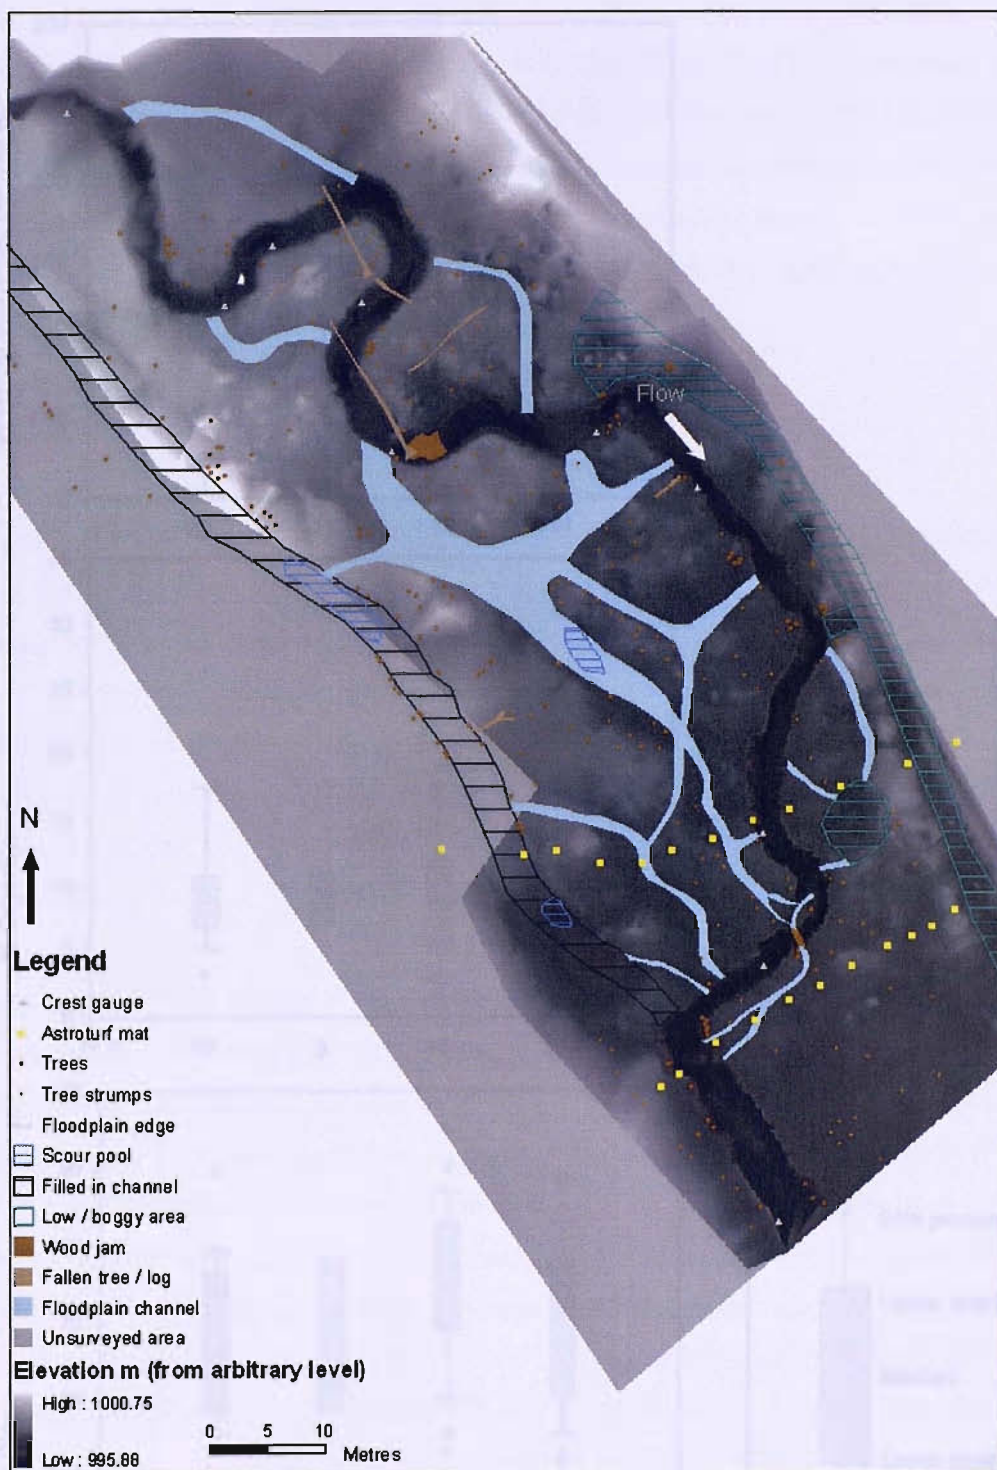 Flow
N
Legend
Crest gauge
Astroturf mat
Trees
Tree strumps
Floodplain edge
Scour pool
Filled in channel
Low / boggy area
Wood jam
Fallen tree / log
Floodplain channel
Unsurveyed area
Elevation m (from arbitrary level)
High : 1000.75
Low : 995.88
0 5 10
Metres